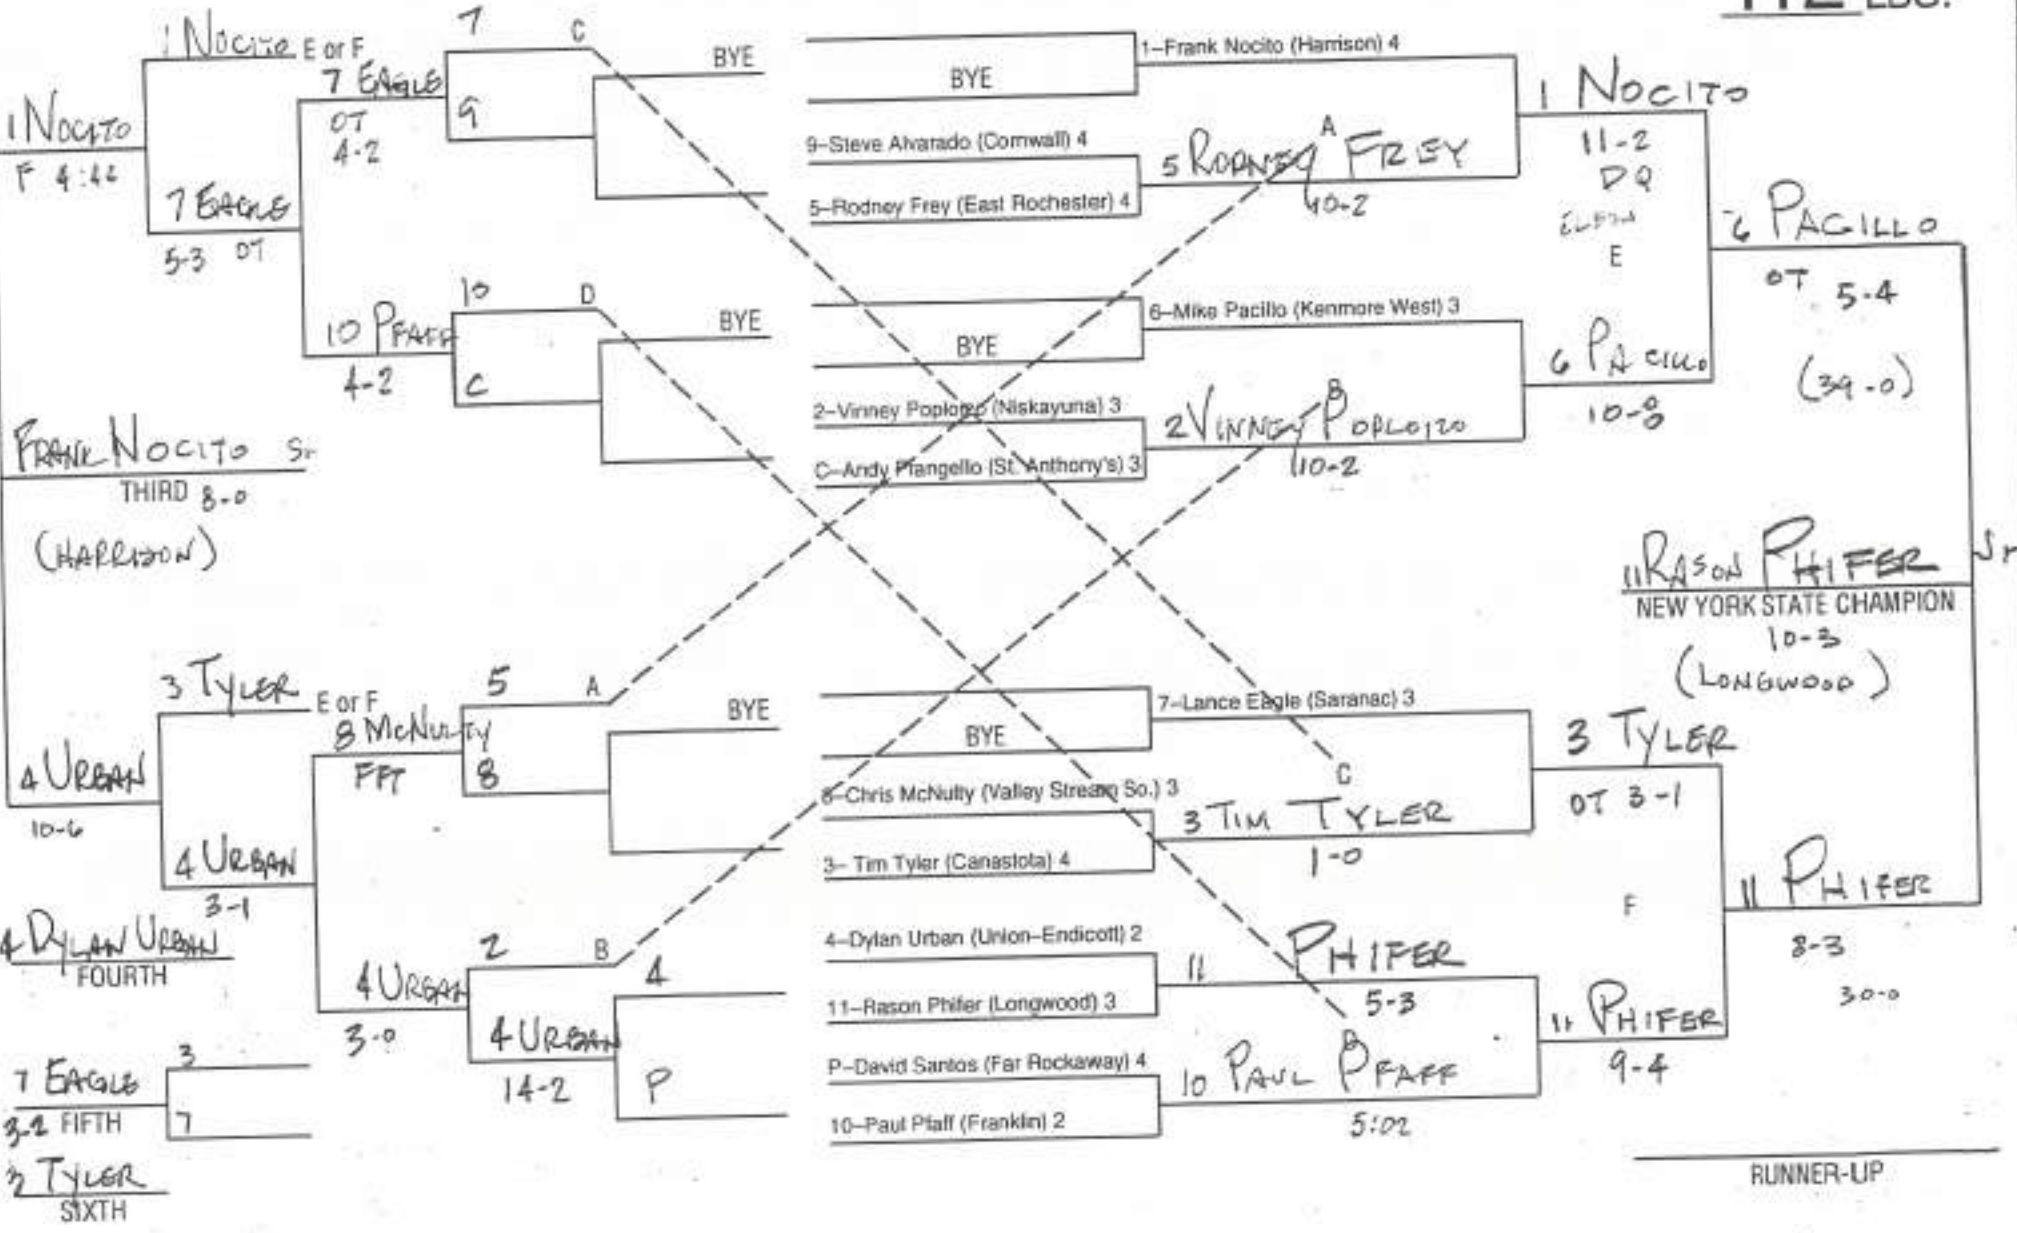 112 LBS.
1 NOCITO
E or F
1 NOCITO
F 4:44
7 EAGLE
OT
4-2
7
C
9
BYE
7 EAGLE
5-3 OT
10 PFAFF
4-2
10
D
C
BYE
FRANK NOCITO Sr
THIRD 8-0
(HARRISON)
3 TYLER
E or F
4 URBAN
10-6
8 McNULTY
FFT
5
A
8
BYE
4 URBAN
3-1
4 URBAN
3-0
2
B
4 URBAN
14-2
4
P
4 DYLAN URBAN
FOURTH
7 EAGLE
3-2 FIFTH
3
7
3 TYLER
SIXTH
BYE
1–Frank Nocito (Harrison) 4
9–Steve Alvarado (Cornwall) 4
5–Rodney Frey (East Rochester) 4
5 RODNEY FREY
A
10-2
1 NOCITO
11-2
DQ
E
BYE
6–Mike Pacillo (Kenmore West) 3
2–Vinney Poplozio (Niskayuna) 3
C–Andy Piangello (St. Anthony's) 3
2 VINNEY POPLOIZO
B
10-2
6 PACILLO
10-8
6 PACILLO
OT 5-4
(39-0)
BYE
7–Lance Eagle (Saranac) 3
8–Chris McNulty (Valley Stream So.) 3
3– Tim Tyler (Canastota) 4
C
3 TIM TYLER
1-0
3 TYLER
OT 3-1
F
4–Dylan Urban (Union–Endicott) 2
11–Rason Phifer (Longwood) 3
11 PHIFER
5-3
P–David Santos (Far Rockaway) 4
10–Paul Pfaff (Franklin) 2
D
10 PAUL PFAFF
5:02
11 PHIFER
9-4
11 PHIFER
8-3
30-0
11 RASON PHIFER Jr
NEW YORK STATE CHAMPION
10-3
(LONGWOOD)
RUNNER-UP